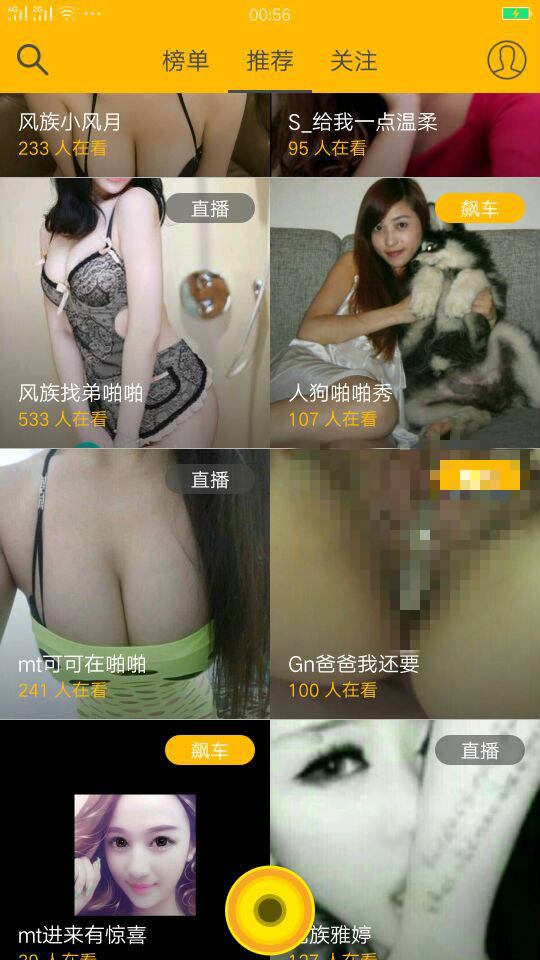 4G 2G
00:56
榜单 推荐 关注
风族小风月
233 人在看
S_给我一点温柔
95 人在看
直播
风族找弟啪啪
533 人在看
飙车
人狗啪啪秀
107 人在看
直播
mt可可在啪啪
241 人在看
Gn爸爸我还要
100 人在看
飙车
mt进来有惊喜
直播
族雅婷